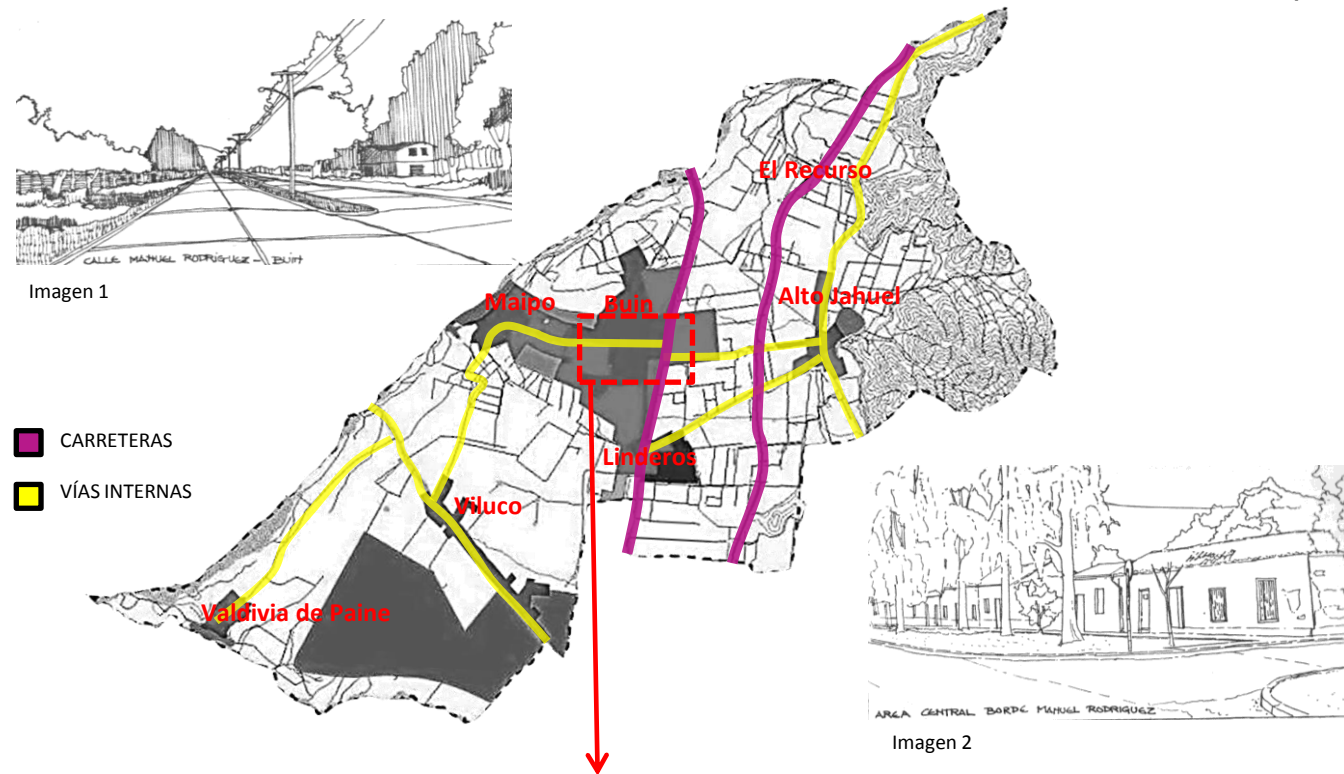 CALLE MANUEL RODRIGUEZ - BUIN
Imagen 1
El Recurso
Maipo
Buin
Alto Jahuel
CARRETERAS
Linderos
VÍAS INTERNAS
Viluco
Valdivia de Paine
AREA CENTRAL BORDE MANUEL RODRIGUEZ
Imagen 2